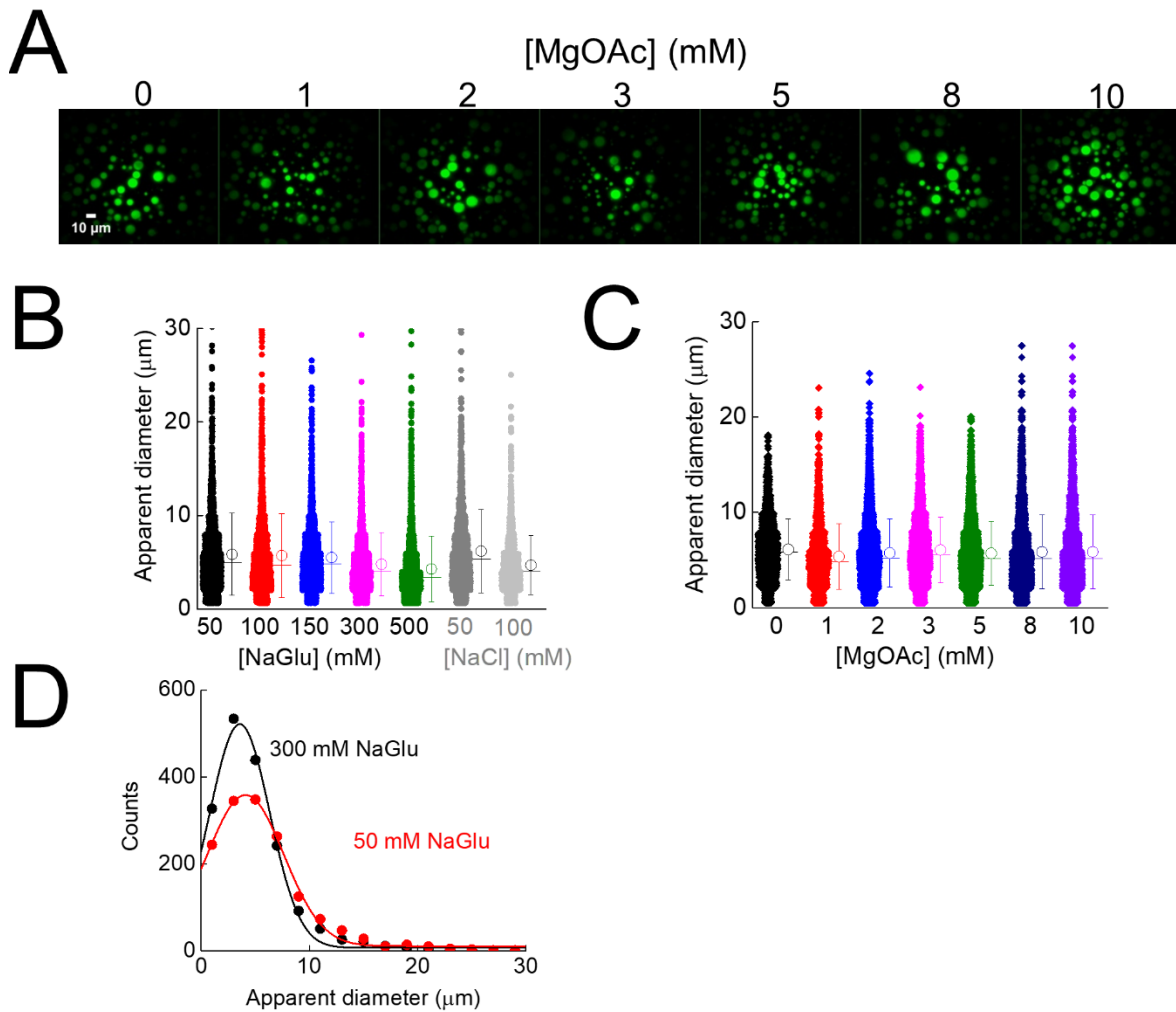 A
[MgOAc] (mM)
0 1 2 3 5 8 10
10 µm
B
Apparent diameter (µm)
30
20
10
0
50 100 150 300 500 50 100
[NaGlu] (mM) [NaCl] (mM)
C
Apparent diameter (µm)
30
20
10
0
0 1 2 3 5 8 10
[MgOAc] (mM)
D
Counts
600
400
200
0
300 mM NaGlu
50 mM NaGlu
0 10 20 30
Apparent diameter (µm)